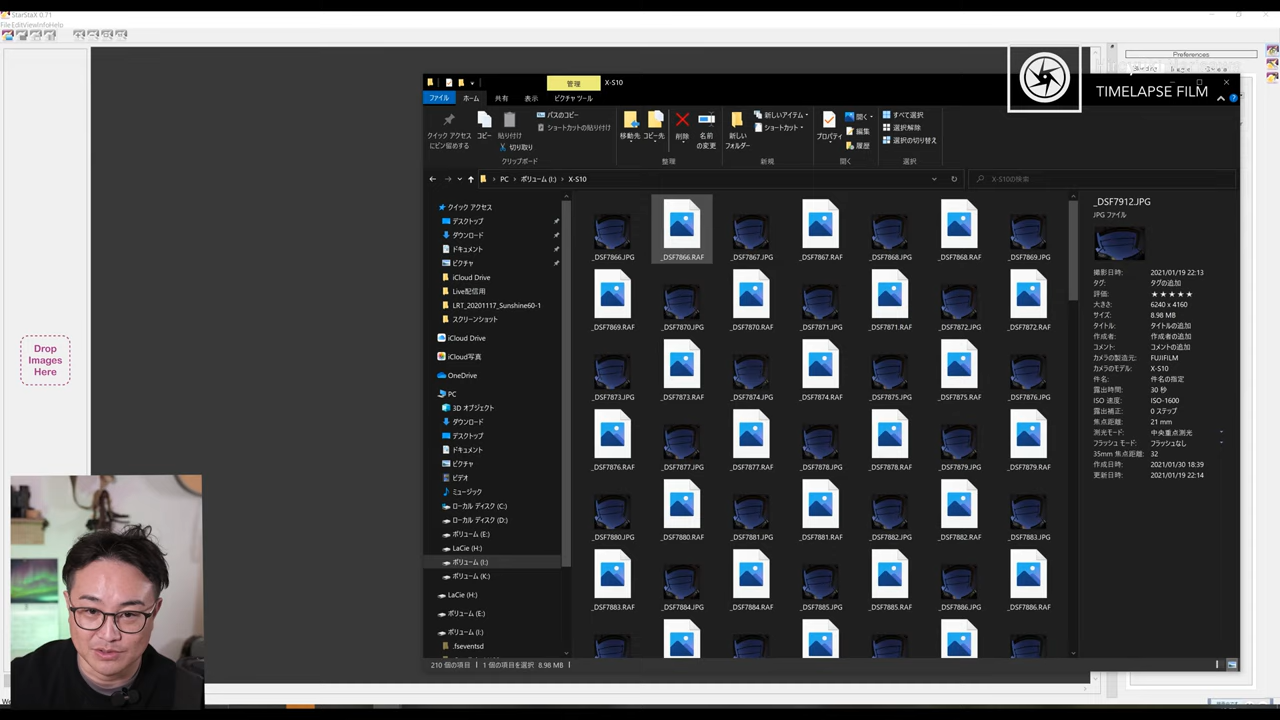 StarStaX 0.71
File Edit View Info Help
Preferences
TIMELAPSE FILM
Drop
Images
Here
管理
X-S10
ファイル
ホーム
共有
表示
ピクチャ ツール
クイック アクセス
にピン留めする
コピー
貼り付け
パスのコピー
ショートカットの貼り付け
切り取り
クリップボード
移動先
コピー先
削除
名前
の変更
整理
新しい
フォルダー
新しいアイテム
ショートカット
新規
プロパティ
開く
編集
履歴
開く
すべて選択
選択解除
選択の切り替え
選択
PC
ボリューム (I:)
X-S10
X-S10の検索
クイック アクセス
デスクトップ
ダウンロード
ドキュメント
ピクチャ
iCloud Drive
Live配信用
LRT_20201117_Sunshine60-1
スクリーンショット
iCloud Drive
iCloud写真
OneDrive
PC
3D オブジェクト
ダウンロード
デスクトップ
ドキュメント
ピクチャ
ビデオ
ミュージック
ローカル ディスク (C:)
ローカル ディスク (D:)
ボリューム (E:)
LaCie (H:)
ボリューム (I:)
ボリューム (K:)
LaCie (H:)
ボリューム (E:)
ボリューム (I:)
.fseventsd
_DSF7866.JPG _DSF7866.RAF _DSF7867.JPG _DSF7867.RAF _DSF7868.JPG _DSF7868.RAF _DSF7869.JPG
_DSF7869.RAF _DSF7870.JPG _DSF7870.RAF _DSF7871.JPG _DSF7871.RAF _DSF7872.JPG _DSF7872.RAF
_DSF7873.JPG _DSF7873.RAF _DSF7874.JPG _DSF7874.RAF _DSF7875.JPG _DSF7875.RAF _DSF7876.JPG
_DSF7876.RAF _DSF7877.JPG _DSF7877.RAF _DSF7878.JPG _DSF7878.RAF _DSF7879.JPG _DSF7879.RAF
_DSF7880.JPG _DSF7880.RAF _DSF7881.JPG _DSF7881.RAF _DSF7882.JPG _DSF7882.RAF _DSF7883.JPG
_DSF7883.RAF _DSF7884.JPG _DSF7884.RAF _DSF7885.JPG _DSF7885.RAF _DSF7886.JPG _DSF7886.RAF
_DSF7912.JPG
JPG ファイル
撮影日時: 2021/01/19 22:13
タグ: タグの追加
評価: ★★★★★
大きさ: 6240 x 4160
サイズ: 8.98 MB
タイトル: タイトルの追加
作成者: 作成者の追加
コメント: コメントの追加
カメラの製造元: FUJIFILM
カメラのモデル: X-S10
件名: 件名の指定
露出時間: 30 秒
ISO 速度: ISO-1600
露出補正: 0 ステップ
焦点距離: 21 mm
測光モード: 中央重点測光
フラッシュ モード: フラッシュなし
35mm 焦点距離: 32
作成日時: 2021/01/30 18:39
更新日時: 2021/01/19 22:14
210 個の項目
1 個の項目を選択 8.98 MB